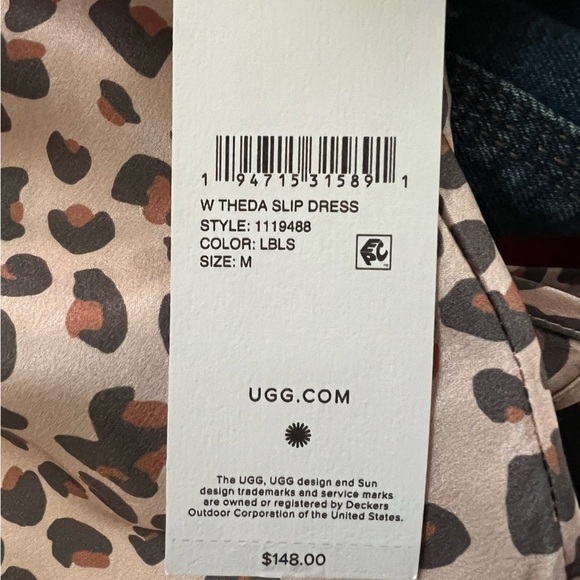 1 94715 31589 1
W THEDA SLIP DRESS
STYLE: 1119488
COLOR: LBLS
SIZE: M
EPC
UGG.COM
The UGG, UGG design and Sun
design trademarks and service marks
are owned or registered by Deckers
Outdoor Corporation of the United States.
$148.00